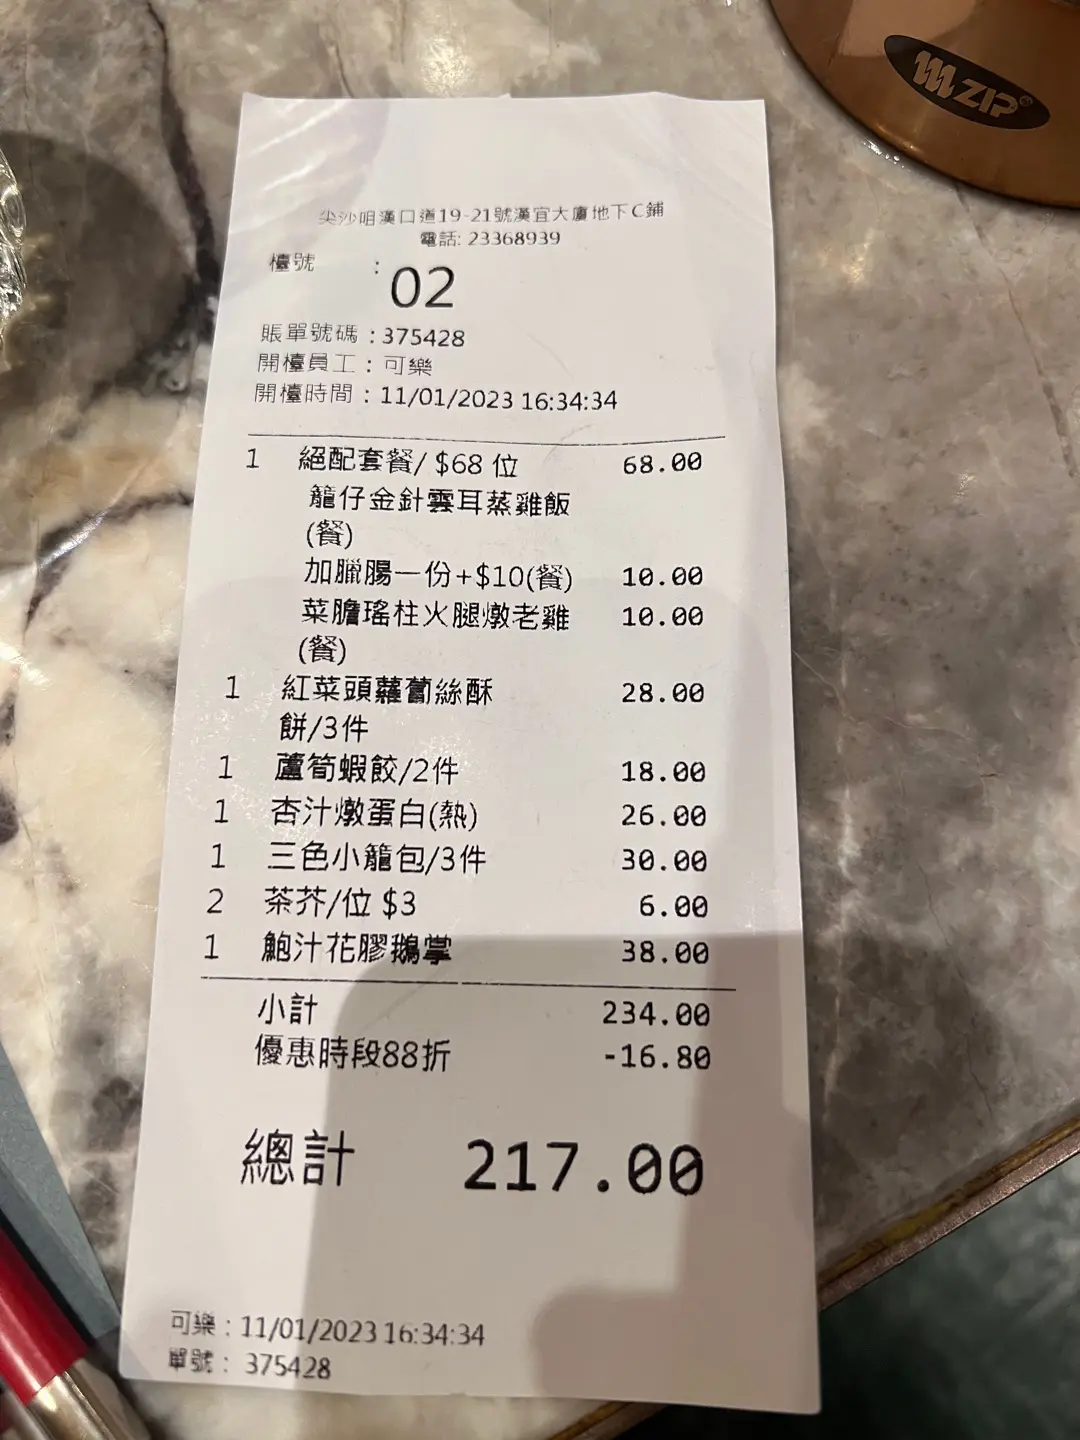 MZIP®
尖沙咀漢口道19-21號漢宜大廈地下C鋪
電話: 23368939
檯號 : 02
賬單號碼 : 375428
開檯員工 : 可樂
開檯時間 : 11/01/2023 16:34:34
1 絕配套餐/ $68 位 68.00
籠仔金針雲耳蒸雞飯
(餐)
加臘腸一份+$10(餐) 10.00
菜膽瑤柱火腿燉老雞 10.00
(餐)
1 紅菜頭蘿蔔絲酥 28.00
餅/3件
1 蘆筍蝦餃/2件 18.00
1 杏汁燉蛋白(熱) 26.00
1 三色小籠包/3件 30.00
2 茶芥/位 $3 6.00
1 鮑汁花膠鵝掌 38.00
小計 234.00
優惠時段88折 -16.80
總計 217.00
可樂 : 11/01/2023 16:34:34
單號 : 375428